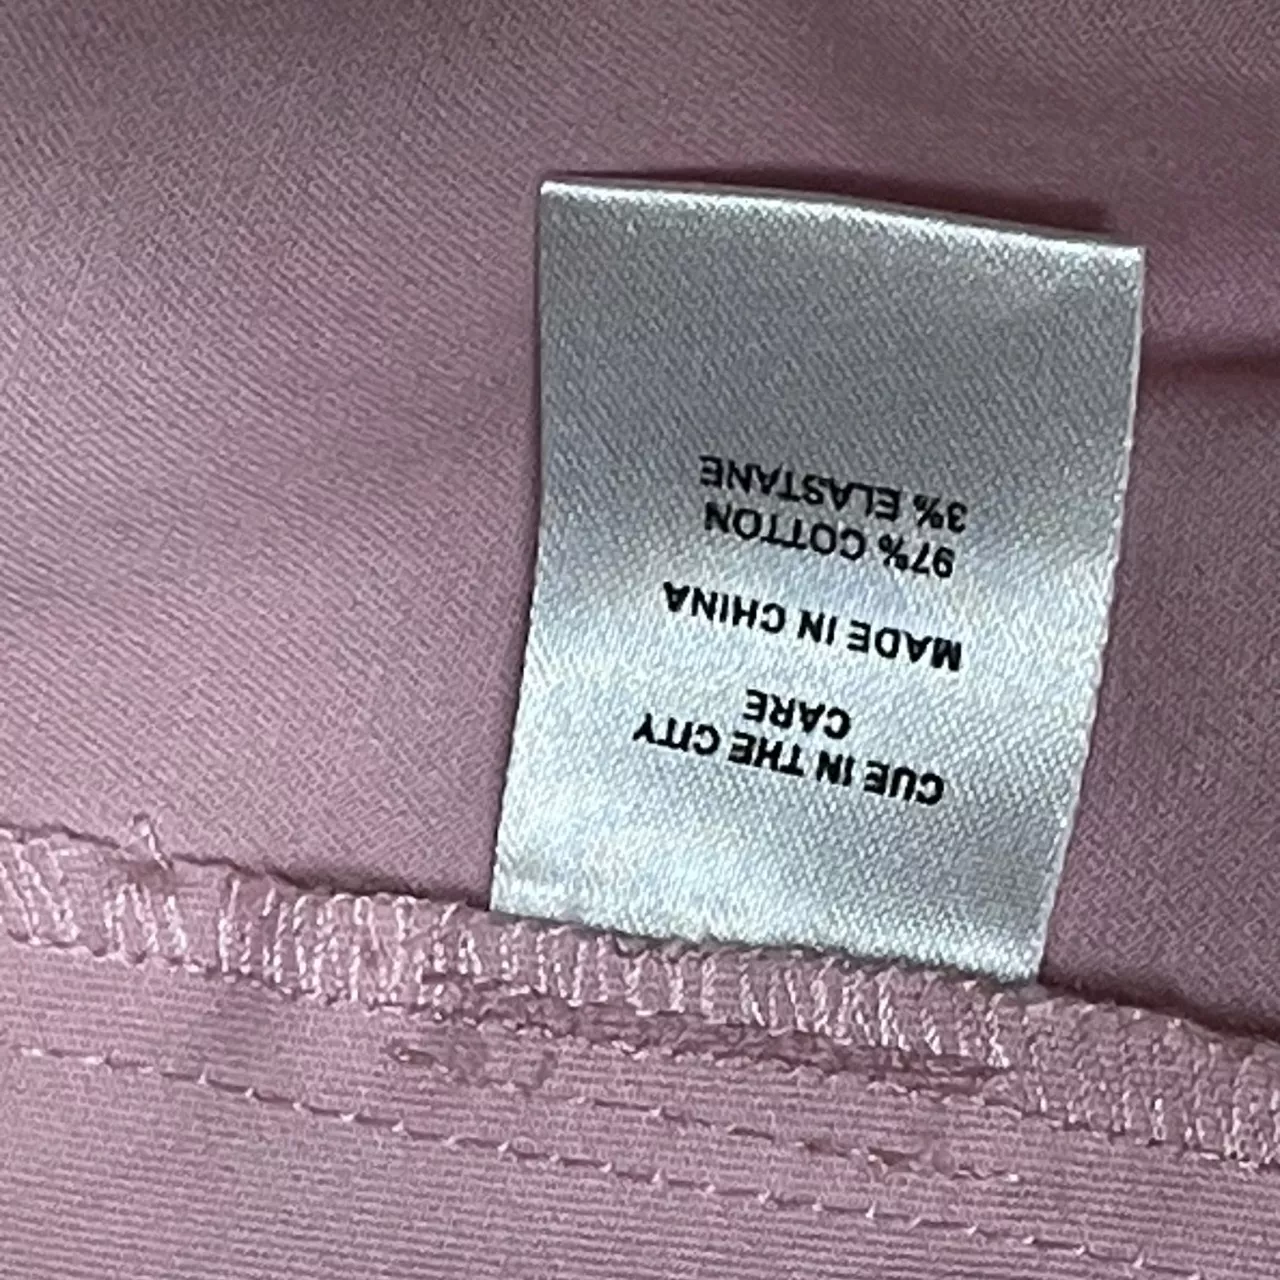 CUE IN THE CITY
CARE
MADE IN CHINA
97% COTTON
3% ELASTANE